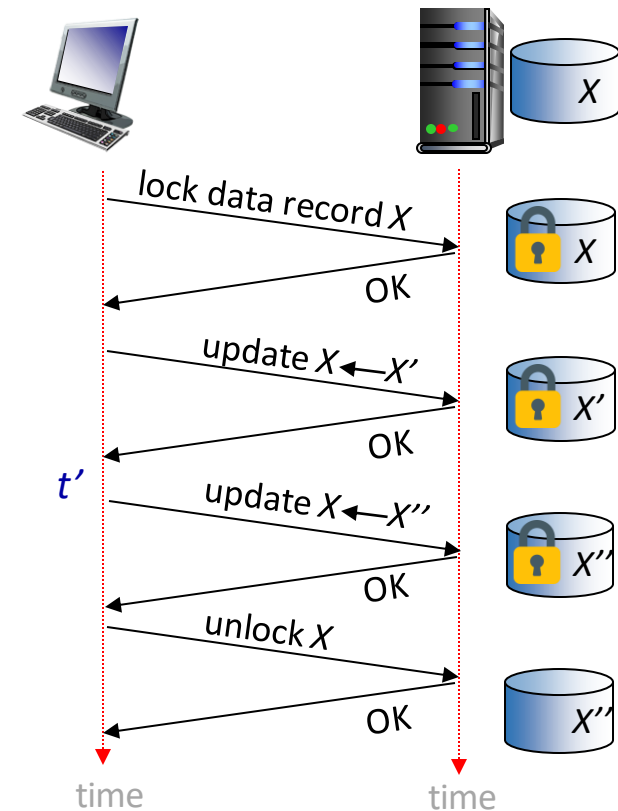 X
lock data record X
X
OK
update X ← X'
X'
OK
t'
update X ← X''
X''
OK
unlock X
X''
OK
time
time